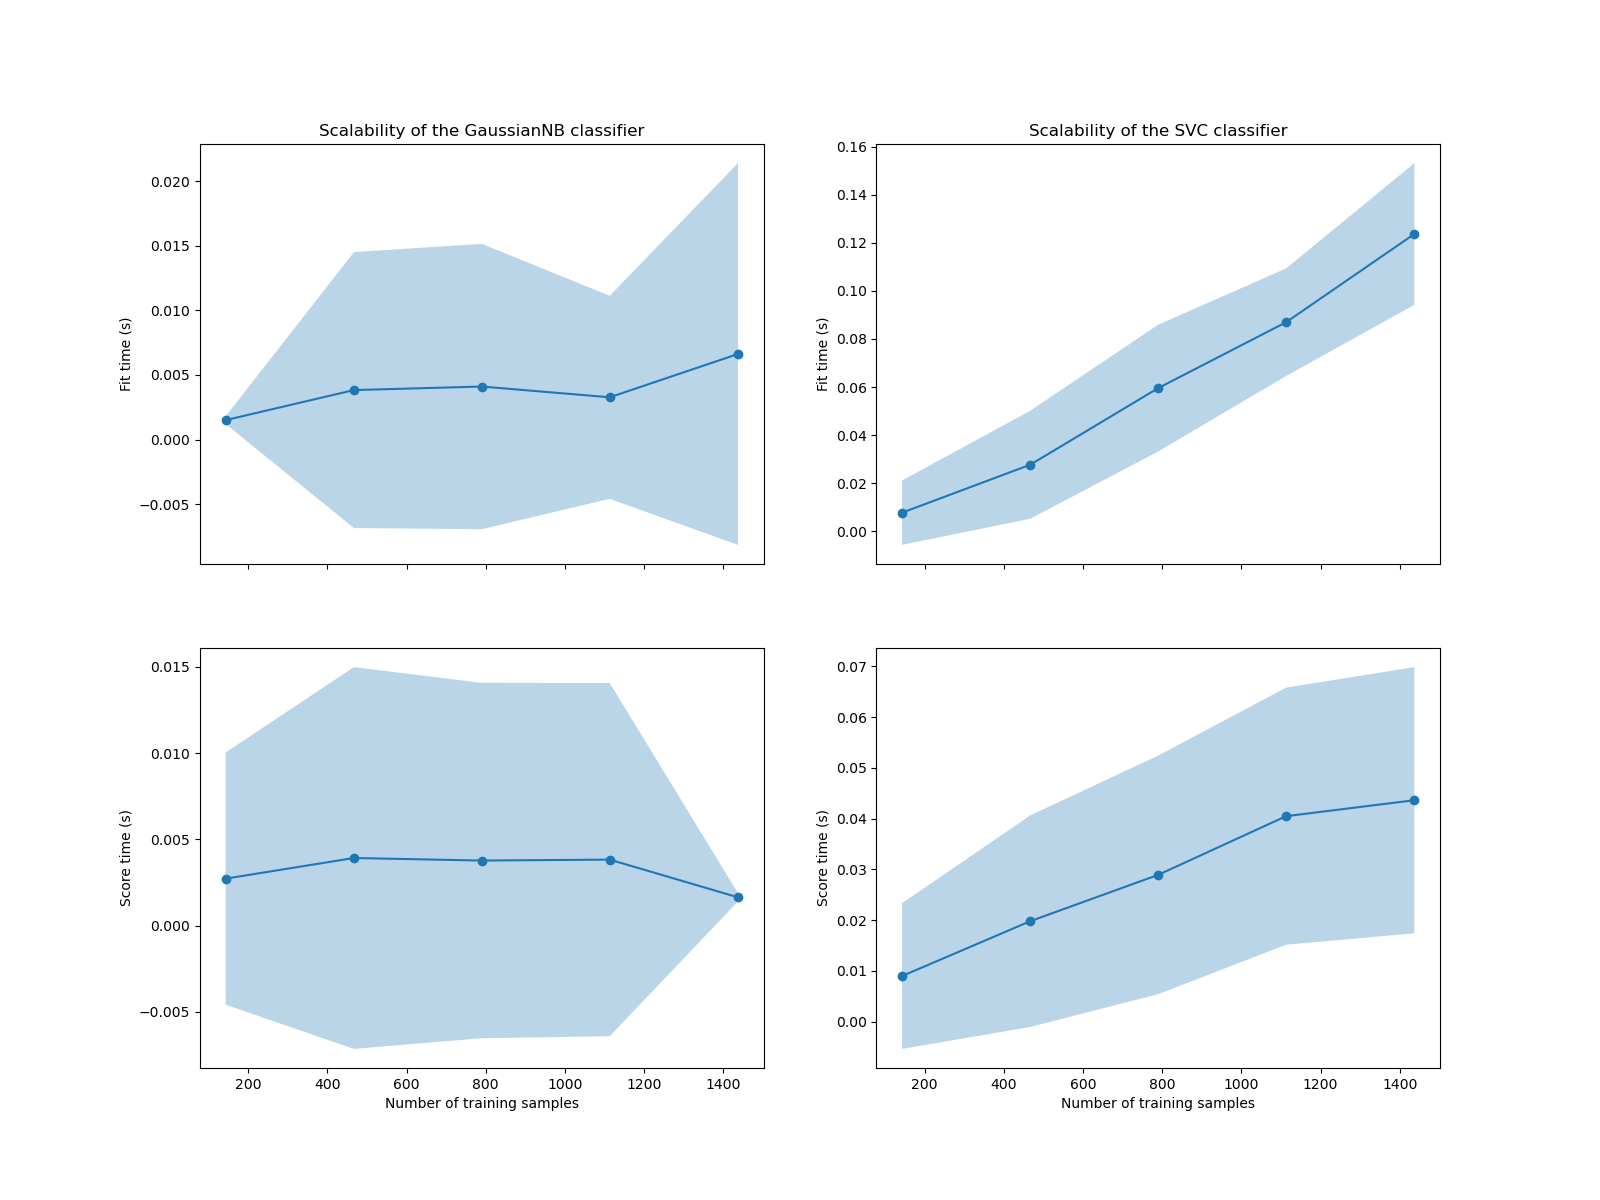 Scalability of the GaussianNB classifier
Fit time (s)
0.020
0.015
0.010
0.005
0.000
−0.005
Scalability of the SVC classifier
Fit time (s)
0.16
0.14
0.12
0.10
0.08
0.06
0.04
0.02
0.00
Score time (s)
0.015
0.010
0.005
0.000
−0.005
200 400 600 800 1000 1200 1400
Number of training samples
Score time (s)
0.07
0.06
0.05
0.04
0.03
0.02
0.01
0.00
200 400 600 800 1000 1200 1400
Number of training samples